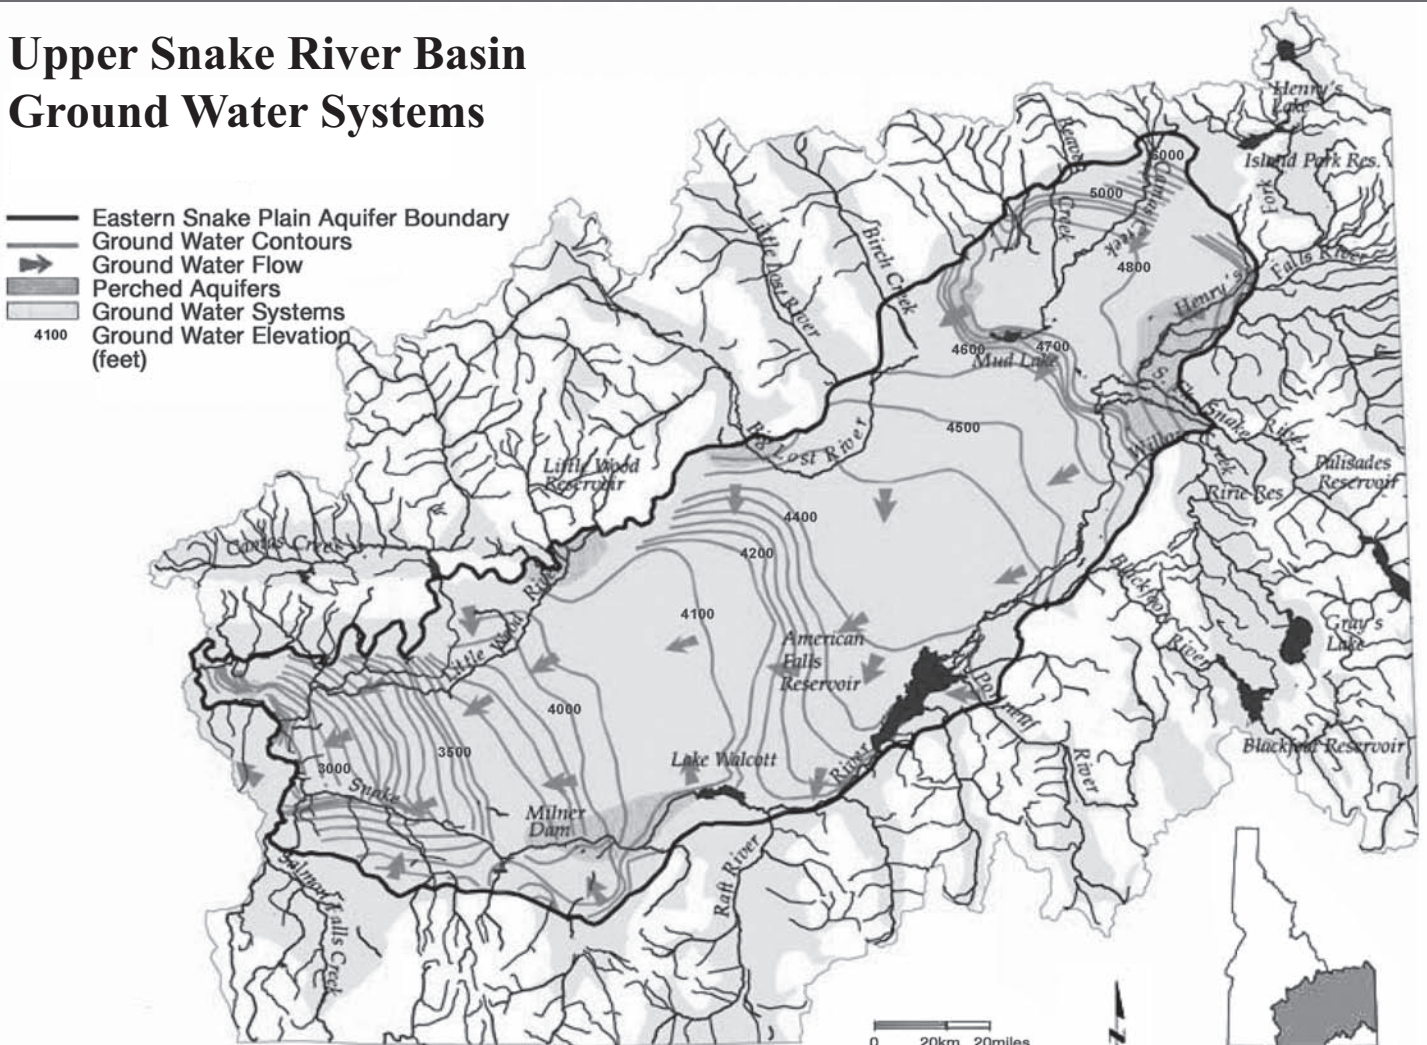 Upper Snake River Basin
Ground Water Systems
Eastern Snake Plain Aquifer Boundary
Ground Water Contours
Ground Water Flow
Perched Aquifers
Ground Water Systems
4100 Ground Water Elevation
(feet)
Henry's
Lake
Island Park Res.
Beaver
Creek
Camas Creek
Fork
Falls River
Henry's
5000
5000
4800
4700
4600
Mud Lake
Little Lost River
Birch Creek
Big Lost River
4500
Snake
River
Willow
Creek
Ririe Res
Palisades
Reservoir
Little Wood
Reservoir
4400
4200
Camas Creek
River
Little Wood
4100
American
Falls
Reservoir
Blackfoot
River
Gray's
Lake
Portneuf
River
Blackfoot Reservoir
4000
3500
3000
Snake
Lake Walcott
River
Milner
Dam
Raft River
Salmon Falls Creek
0 20km 20miles
N